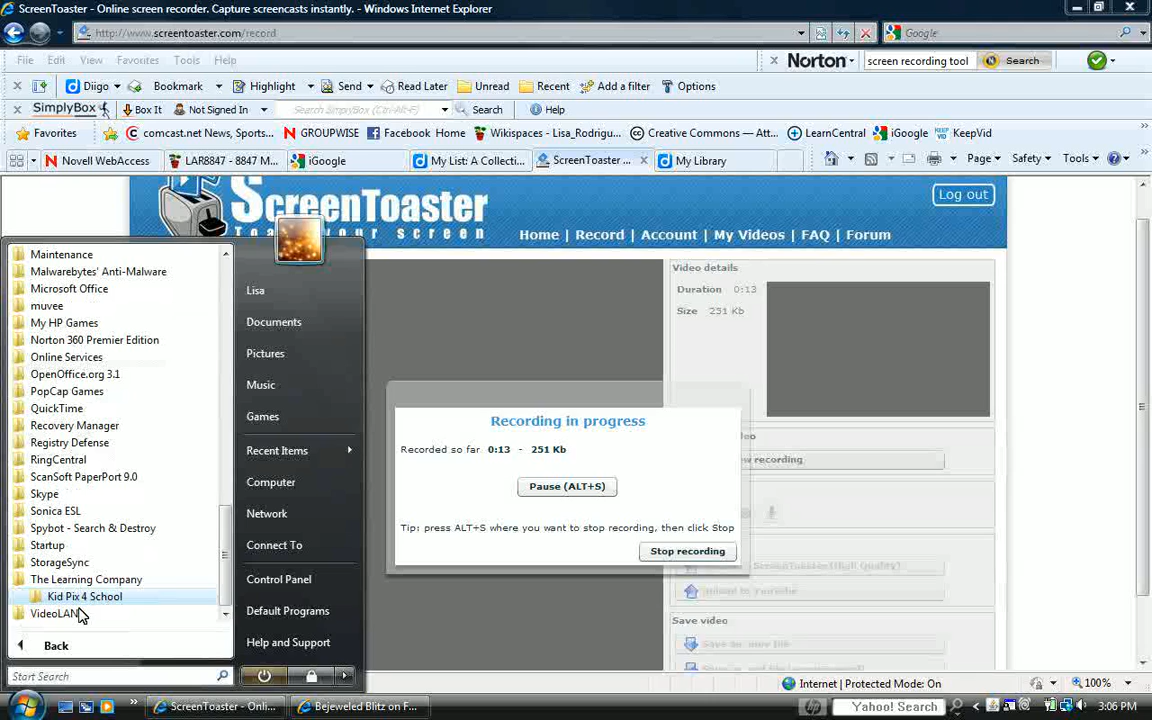 ScreenToaster - Online screen recorder. Capture screencasts instantly. - Windows Internet Explorer
http://www.screentoaster.com/record
Google
File Edit View Favorites Tools Help
Norton
screen recording tool
Search
Diigo Bookmark Highlight Send Read Later Unread Recent Add a filter Options
SIMPLYBOX Box It Not Signed In Search SimplyBox (Ctrl-Alt-F) Search Help
Favorites comcast.net News, Sports... GROUPWISE Facebook Home Wikispaces - Lisa_Rodrigu... Creative Commons — Att... LearnCentral iGoogle KeepVid
Novell WebAccess LAR8847 - 8847 M... iGoogle My List: A Collecti... ScreenToaster ... My Library Page Safety Tools
ScreenToaster
Toast your screen
Log out
Home | Record | Account | My Videos | FAQ | Forum
Video details
Duration 0:13
Size 231 Kb
Recording in progress
Recorded so far 0:13 - 251 Kb
Pause (ALT+S)
Tip: press ALT+S where you want to stop recording, then click Stop
Stop recording
Save video
Maintenance
Malwarebytes' Anti-Malware
Microsoft Office
muvee
My HP Games
Norton 360 Premier Edition
Online Services
OpenOffice.org 3.1
PopCap Games
QuickTime
Recovery Manager
Registry Defense
RingCentral
ScanSoft PaperPort 9.0
Skype
Sonica ESL
Spybot - Search & Destroy
Startup
StorageSync
The Learning Company
Kid Pix 4 School
VideoLAN
Back
Start Search
Lisa
Documents
Pictures
Music
Games
Recent Items
Computer
Network
Connect To
Control Panel
Default Programs
Help and Support
Internet | Protected Mode: On
100%
ScreenToaster - Onli...
Bejeweled Blitz on F...
Yahoo! Search
3:06 PM